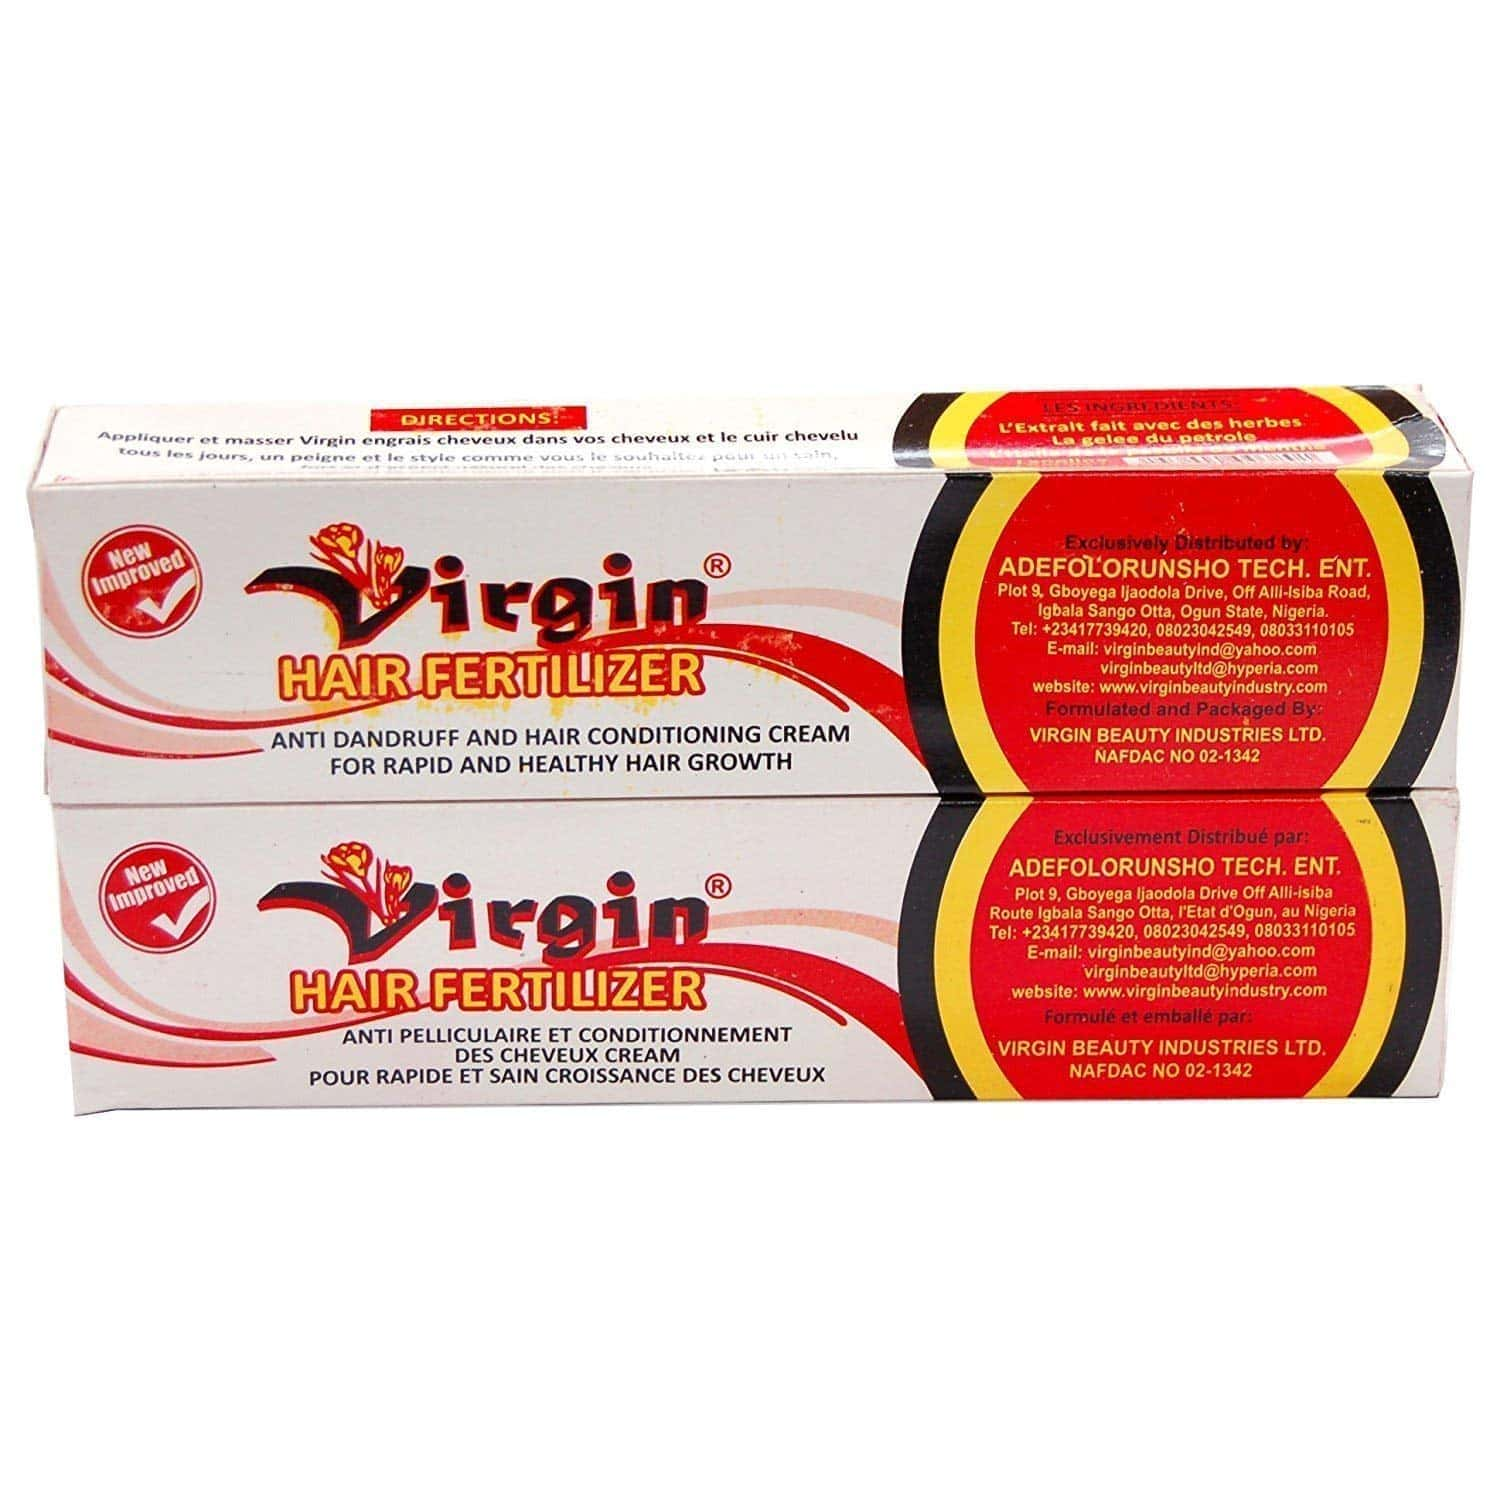 DIRECTIONS:
Appliquer et masser Virgin engrais cheveux dans vos cheveux et le cuir chevelu
tous les jours, un peigne et le style comme vous le souhaitez pour un sain,
LES INGREDIENTS:
L'Extrait fait avec des herbes
La gelee du petrole
New
Improved
Virgin®
HAIR FERTILIZER
ANTI DANDRUFF AND HAIR CONDITIONING CREAM
FOR RAPID AND HEALTHY HAIR GROWTH
Exclusively Distributed by:
ADEFOLORUNSHO TECH. ENT.
Plot 9, Gboyega Ijaodola Drive, Off Alli-Isiba Road,
Igbala Sango Otta, Ogun State, Nigeria.
Tel: +23417739420, 08023042549, 08033110105
E-mail: virginbeautyind@yahoo.com
virginbeautyltd@hyperia.com
website: www.virginbeautyindustry.com
Formulated and Packaged By:
VIRGIN BEAUTY INDUSTRIES LTD.
NAFDAC NO 02-1342
New
Improved
Virgin®
HAIR FERTILIZER
ANTI PELLICULAIRE ET CONDITIONNEMENT
DES CHEVEUX CREAM
POUR RAPIDE ET SAIN CROISSANCE DES CHEVEUX
Exclusivement Distribué par:
ADEFOLORUNSHO TECH. ENT.
Plot 9, Gboyega Ijaodola Drive Off Alli-isiba
Route Igbala Sango Otta, l'Etat d'Ogun, au Nigeria
Tel: +23417739420, 08023042549, 08033110105
E-mail: virginbeautyind@yahoo.com
virginbeautyltd@hyperia.com
website: www.virginbeautyindustry.com
Formulé et emballé par:
VIRGIN BEAUTY INDUSTRIES LTD.
NAFDAC NO 02-1342